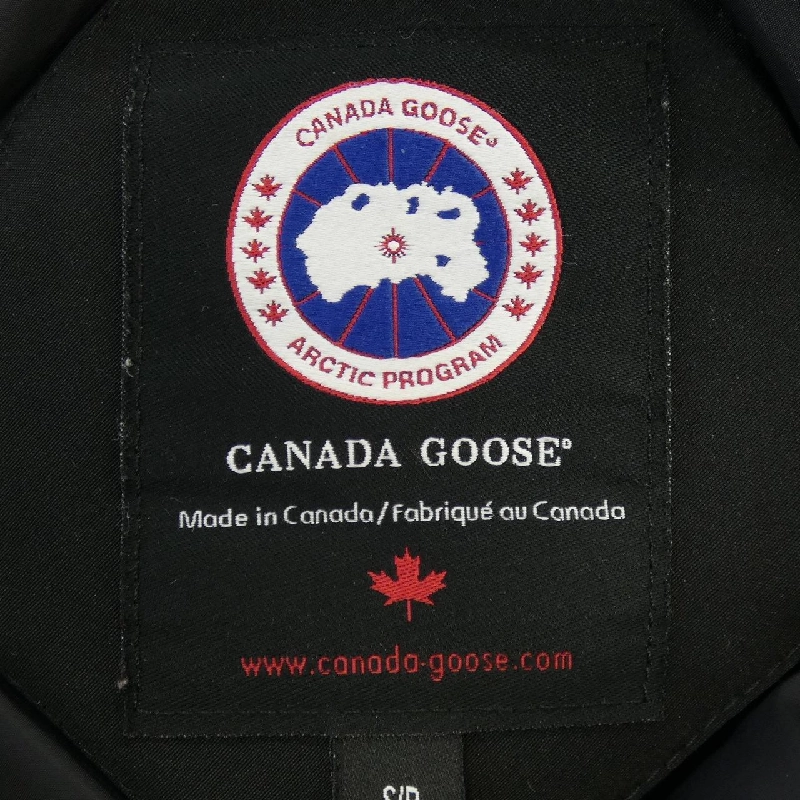 CANADA GOOSE®
ARCTIC PROGRAM
CANADA GOOSE®
Made in Canada/Fabriqué au Canada
www.canada-goose.com
S/P